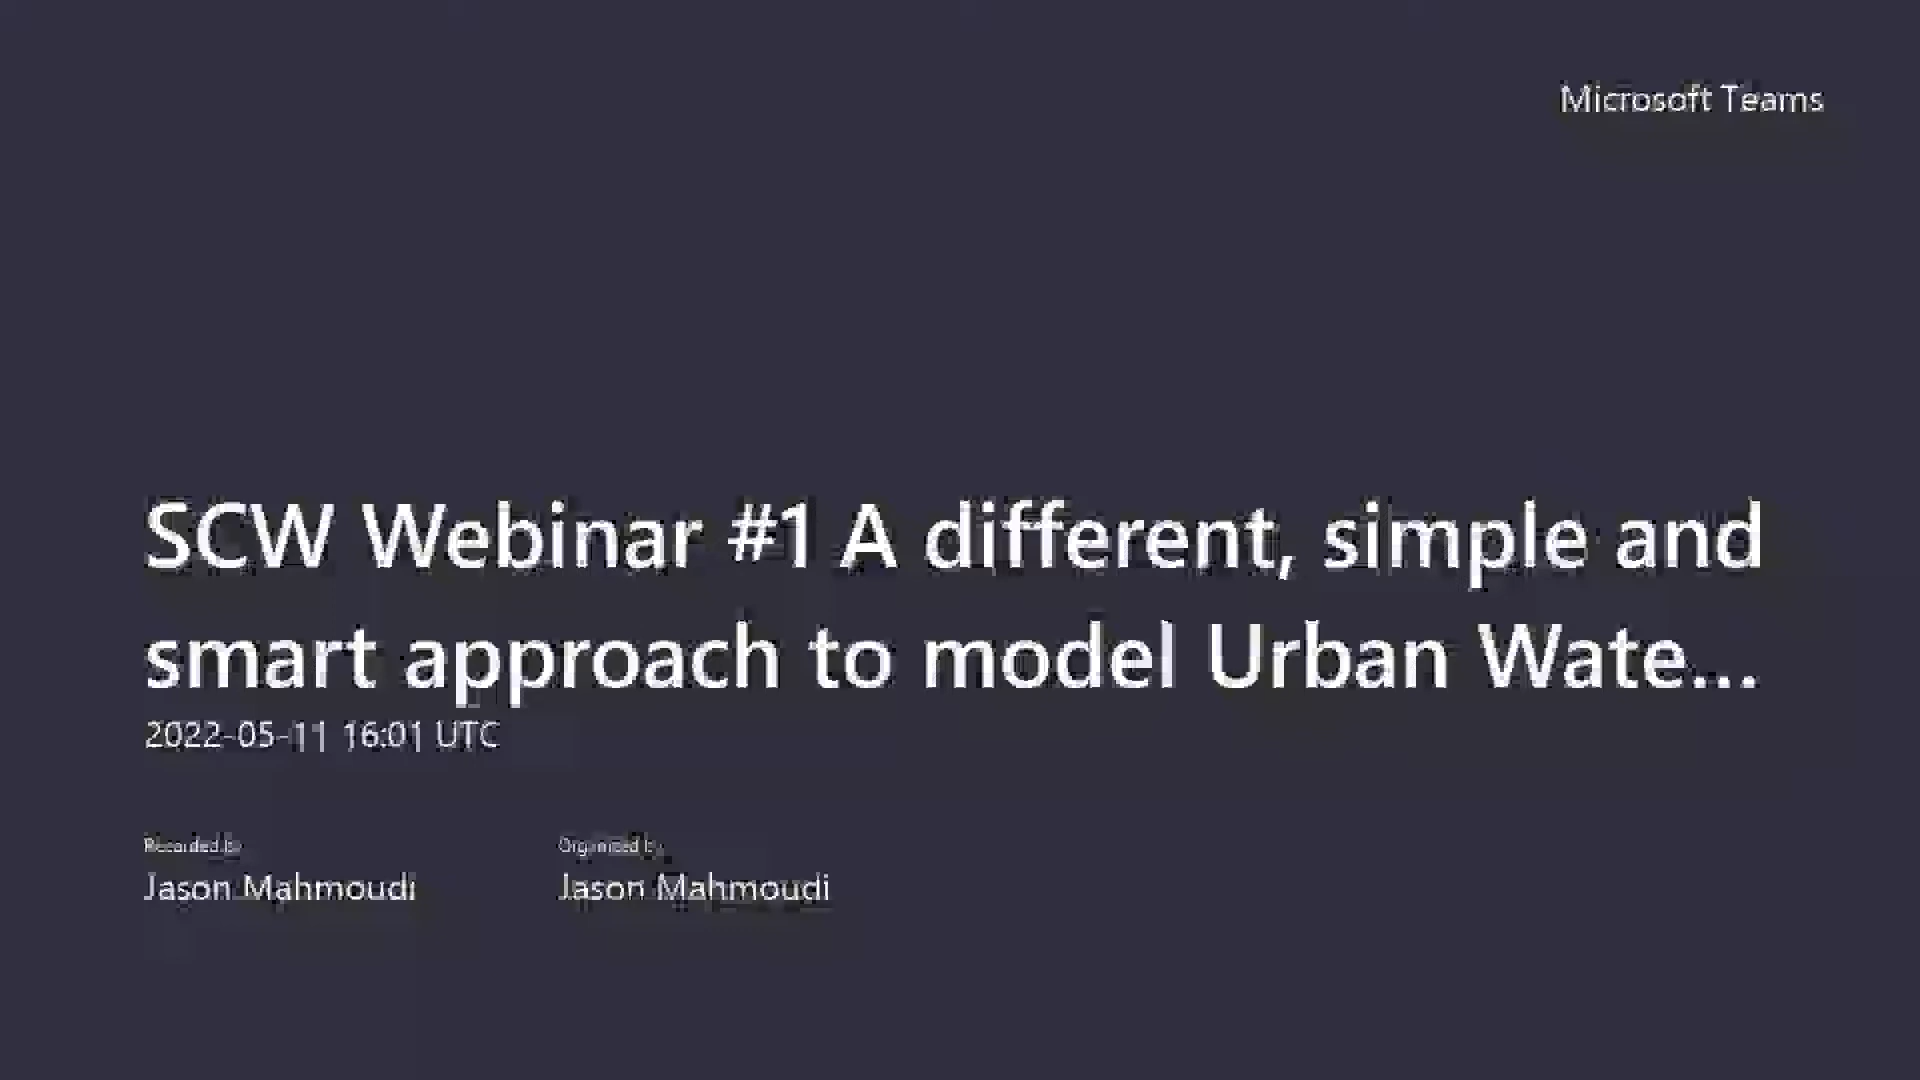 Microsoft Teams
SCW Webinar #1 A different, simple and
smart approach to model Urban Wate...
2022-05-11 16:01 UTC
Recorded by
Organized by
Jason Mahmoudi
Jason Mahmoudi